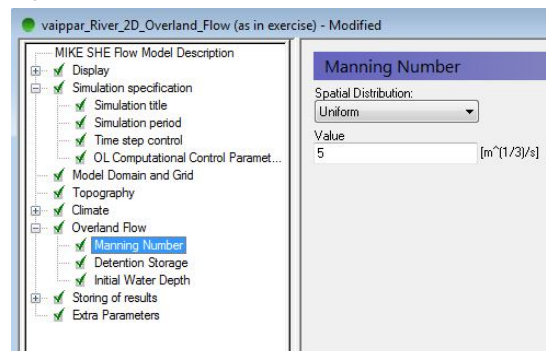 vaippar_River_2D_Overland_Flow (as in exercise) - Modified
MIKE SHE Flow Model Description
Display
Simulation specification
Simulation title
Simulation period
Time step control
OL Computational Control Paramet...
Model Domain and Grid
Topography
Climate
Overland Flow
Manning Number
Detention Storage
Initial Water Depth
Storing of results
Extra Parameters
Manning Number
Spatial Distribution:
Uniform
Value
5 [m^(1/3)/s]